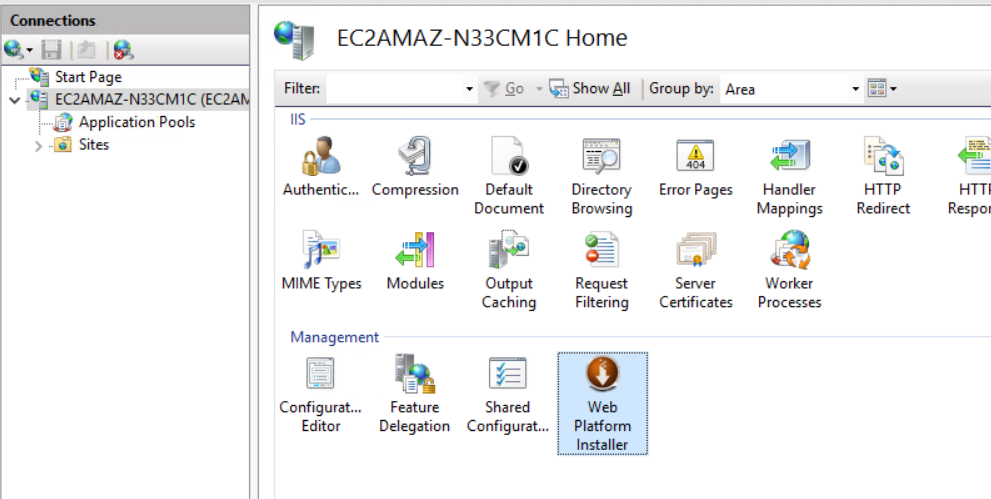 Connections
Start Page
EC2AMAZ-N33CM1C (EC2AM
Application Pools
Sites
EC2AMAZ-N33CM1C Home
Filter:
Go
Show All
Group by:
Area
IIS
Authentic...
Compression
Default
Document
Directory
Browsing
404
Error Pages
Handler
Mappings
HTTP
Redirect
HTTP
Respon
MIME Types
Modules
Output
Caching
Request
Filtering
Server
Certificates
Worker
Processes
Management
Configurat...
Editor
Feature
Delegation
Shared
Configurat...
Web
Platform
Installer